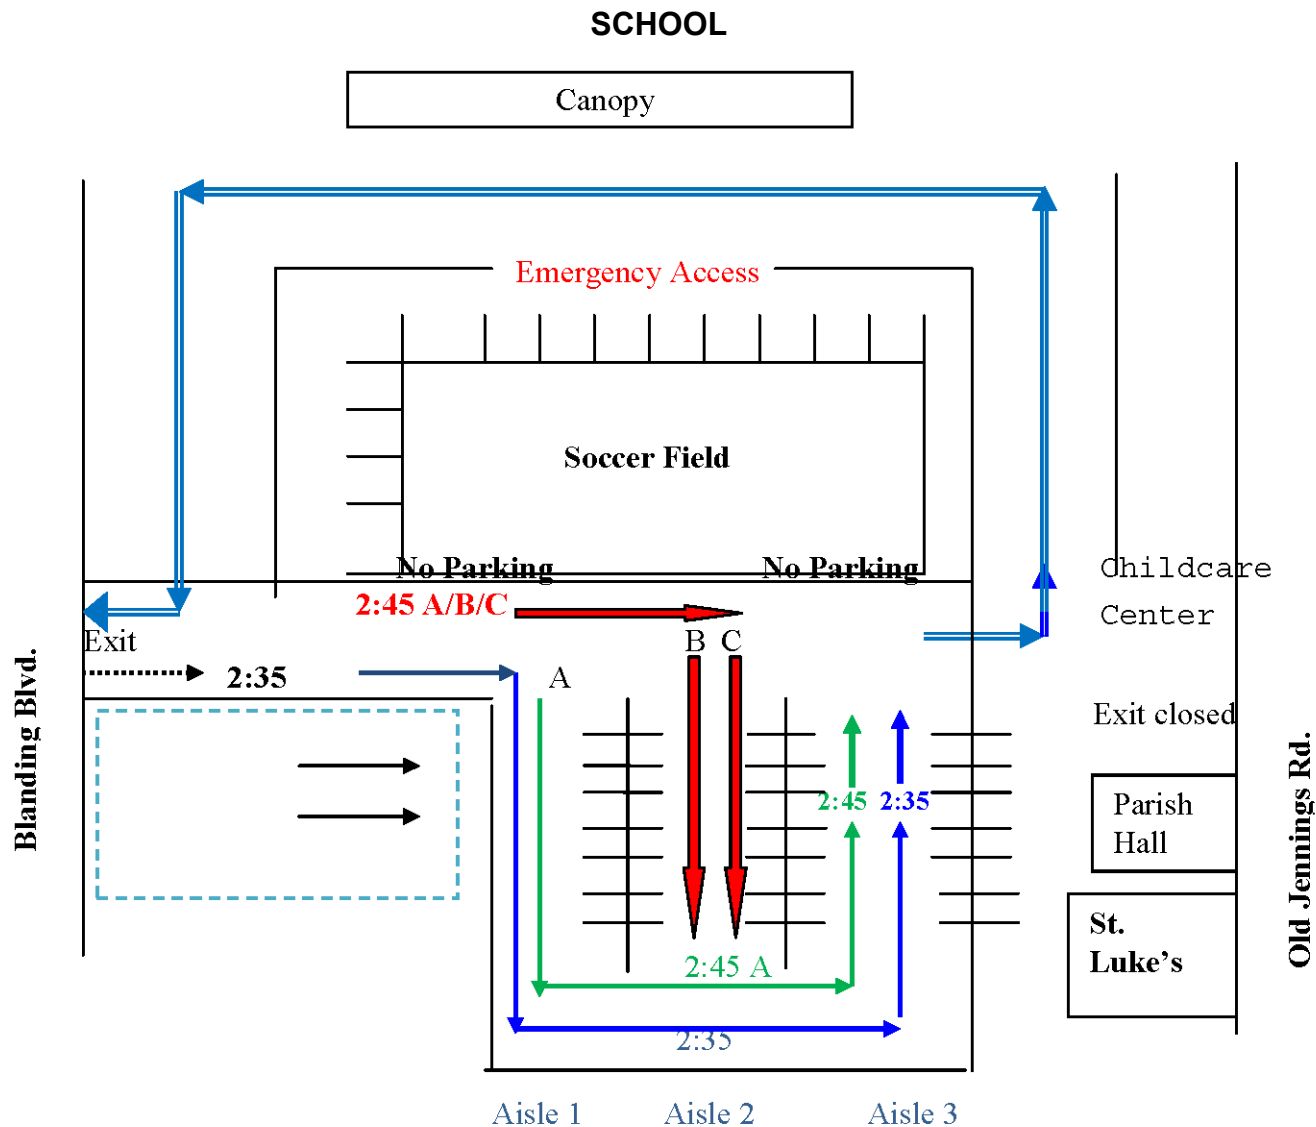 SCHOOL
Canopy
Emergency Access
Soccer Field
No Parking
No Parking
2:45 A/B/C
Childcare
Center
Exit
B
C
2:35
A
Exit closed
Blanding Blvd.
2:45
2:35
Parish
Hall
Old Jennings Rd.
St.
Luke’s
2:45 A
2:35
Aisle 1
Aisle 2
Aisle 3